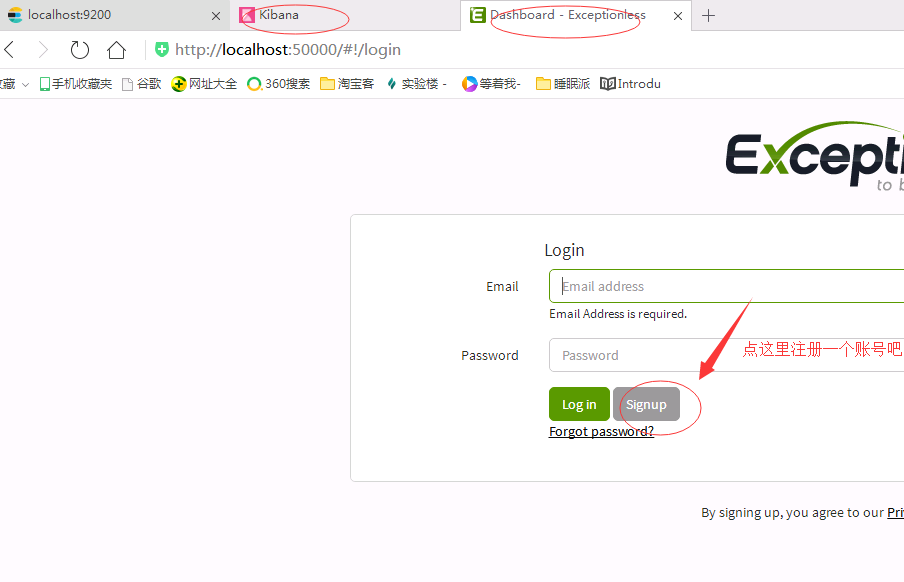 localhost:9200
Kibana
Dashboard - Exceptionless
http://localhost:50000/#!/login
藏
手机收藏夹
谷歌
网址大全
360搜索
淘宝客
实验楼 -
等着我-
睡眠派
Introdu
Excepti
to b
Login
Email
Email address
Email Address is required.
Password
Password
点这里注册一个账号吧
Log in
Signup
Forgot password?
By signing up, you agree to our Pri